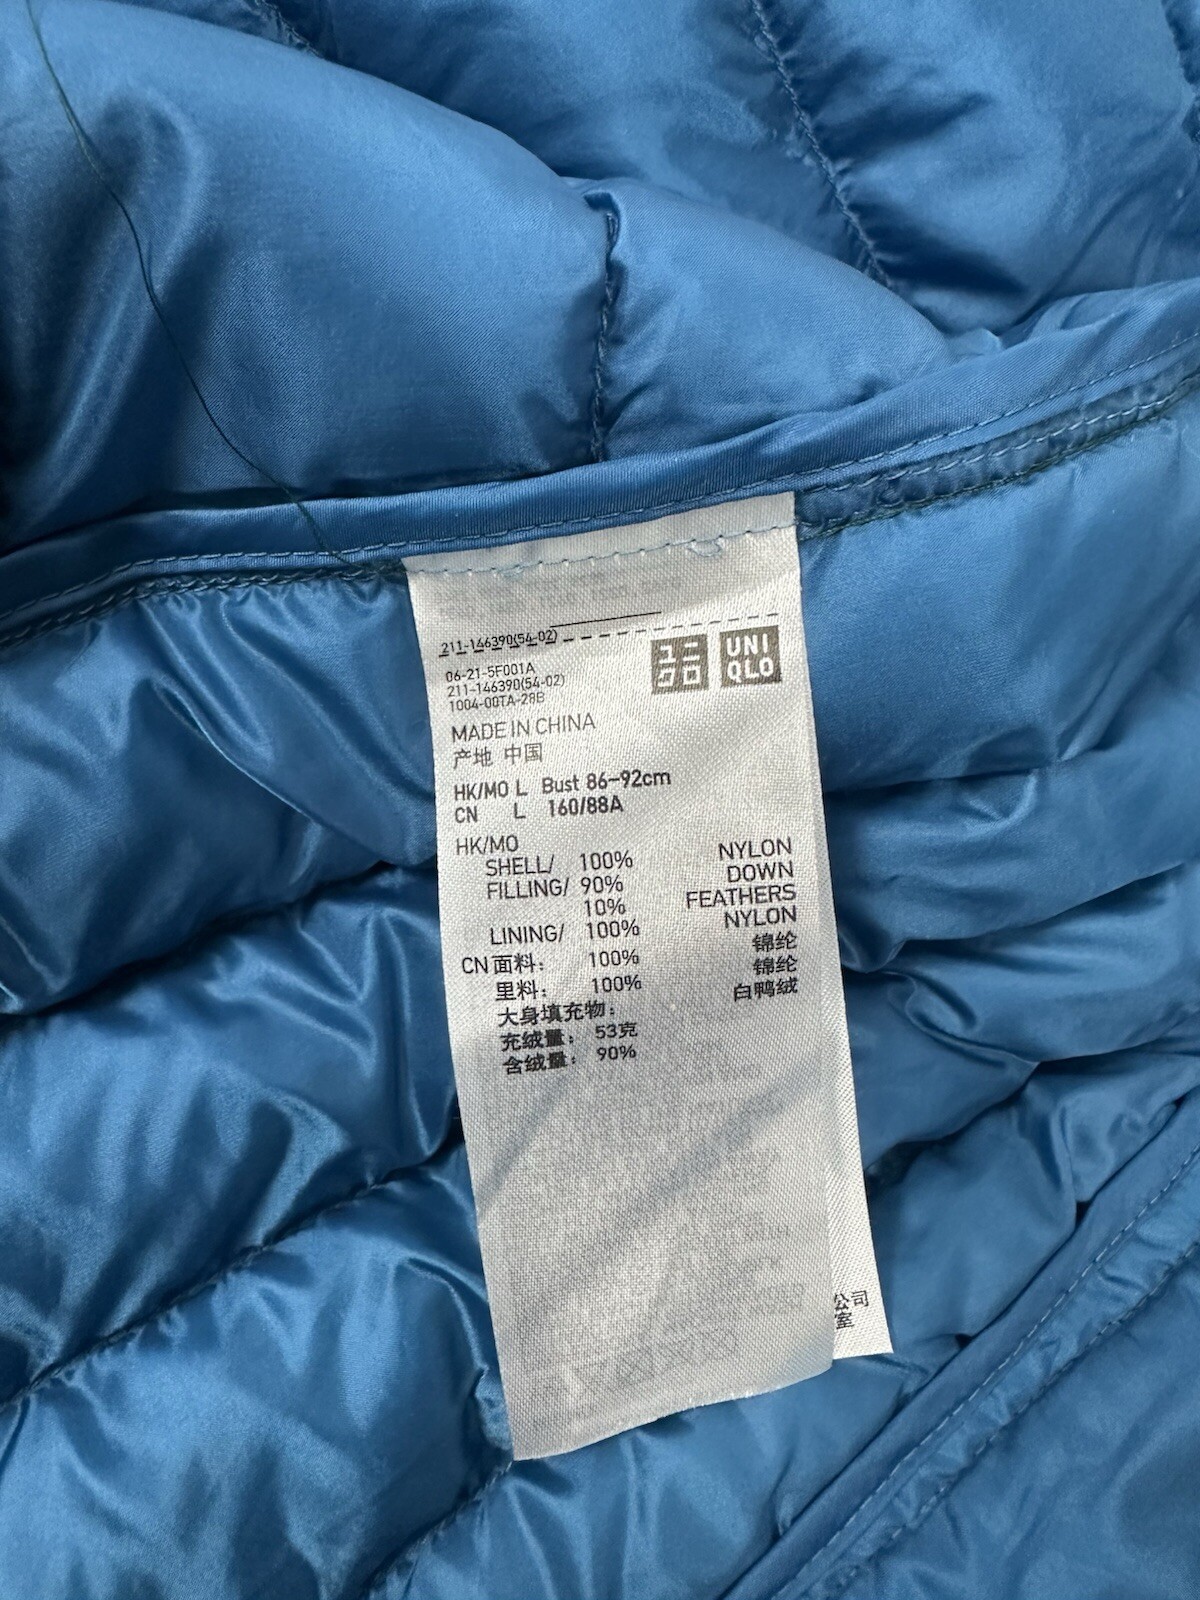 211-146390(54-02)
06-21-5F001A
211-146390(54-02)
1004-00TA-28B
ユニ
クロ
UNI
QLO
MADE IN CHINA
产地 中国
HK/MO L Bust 86-92cm
CN L 160/88A
HK/MO
SHELL/ 100% NYLON
FILLING/ 90% DOWN
10% FEATHERS
LINING/ 100% NYLON
CN 面料: 100% 锦纶
里料: 100% 锦纶
大身填充物: 白鸭绒
充绒量: 53克
含绒量: 90%
公司
室